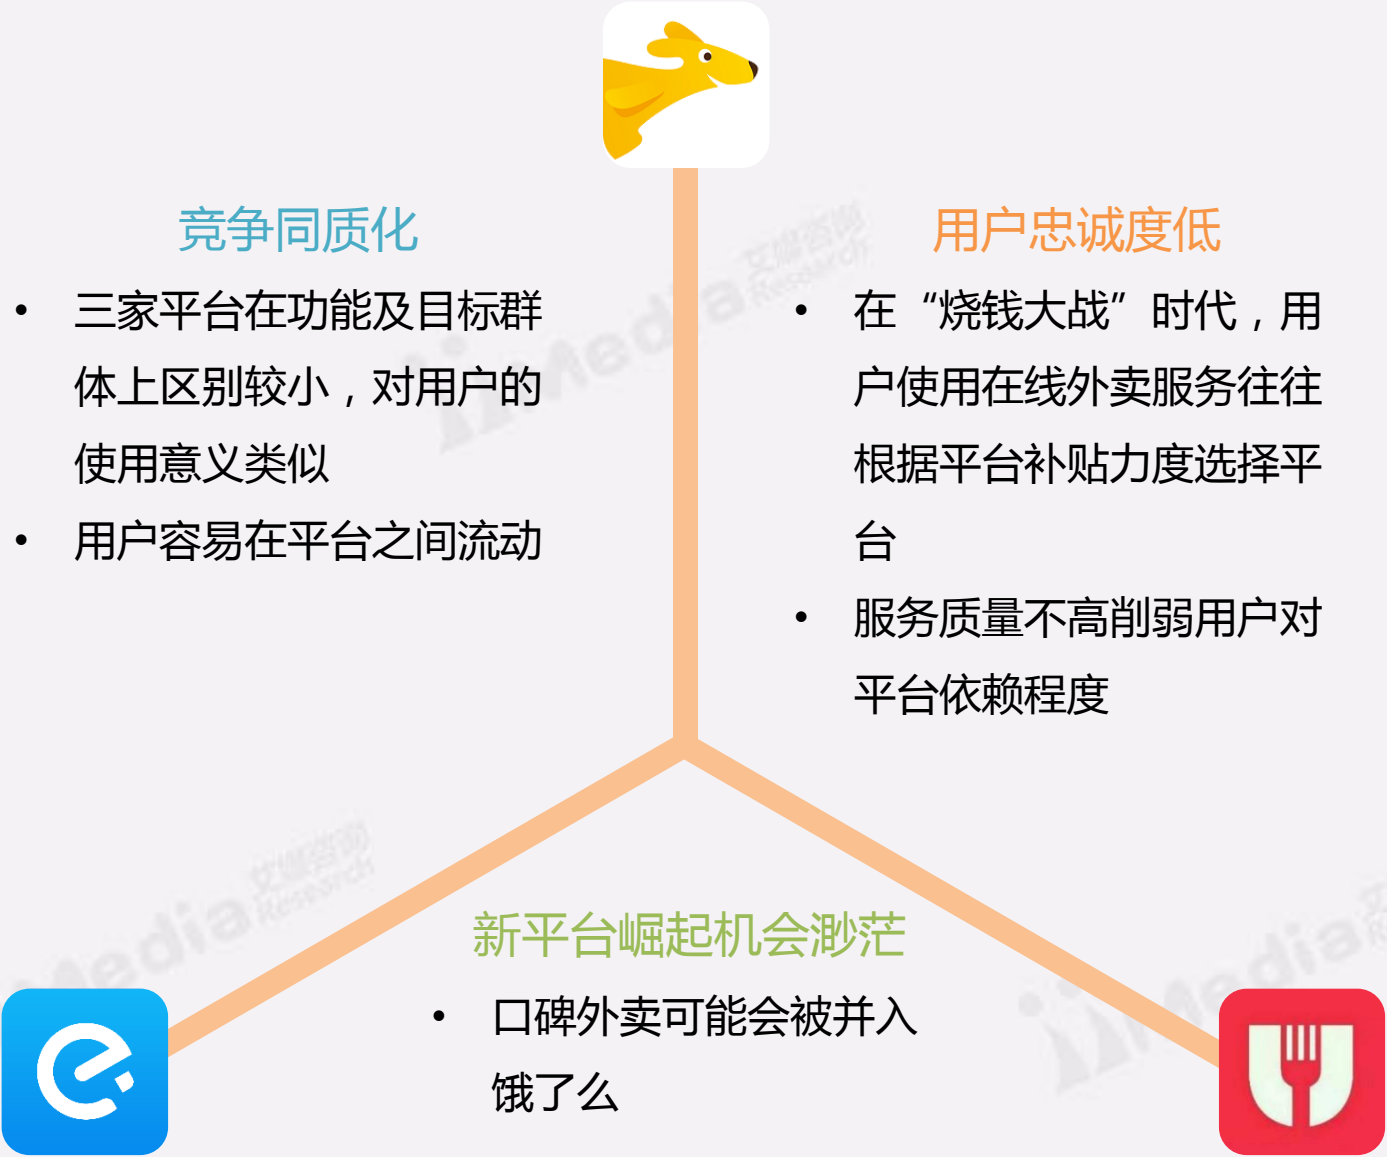 竞争同质化
• 三家平台在功能及目标群
体上区别较小，对用户的
使用意义类似
• 用户容易在平台之间流动
用户忠诚度低
• 在“烧钱大战”时代，用
户使用在线外卖服务往往
根据平台补贴力度选择平
台
• 服务质量不高削弱用户对
平台依赖程度
新平台崛起机会渺茫
• 口碑外卖可能会被并入
饿了么
iiMedia Research
艾媒咨询